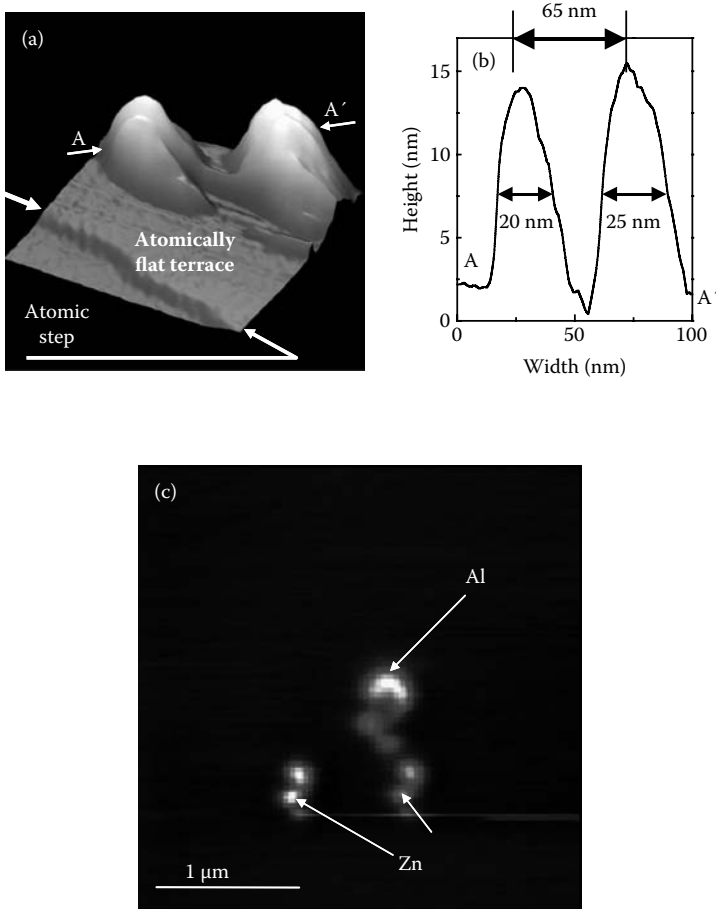 (a)
A
A´
Atomically
flat terrace
Atomic
step
65 nm
(b)
15
10
5
0
Height (nm)
20 nm
25 nm
A
A´
0
50
100
Width (nm)
(c)
Al
Zn
1 μm